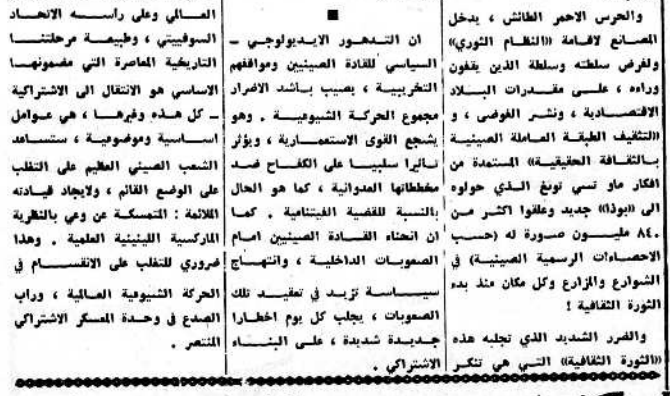 والحرس الاحمر الطائش ، يدخل
المصانع لاقامة «النظام الثوري»
ولفرض سلطته وسلطة الذين يقفون
وراءه ، على مقدرات البلاد
الاقتصادية ، ونشر الفوضى ، و
«لتثقيف الطبقة العاملة الصينية
بالثقافة الحقيقية» المستمدة من
افكار ماو تسي تونغ الذي حولوه
الى «بوذا» جديد وعلقوا اكثر من
٨٤٠ مليون صورة له (حسب
الاحصاءات الرسمية الصينية) في
الشوارع والمزارع وكل مكان منذ بدء
الثورة الثقافية !
والضرر الشديد الذي تجلبه هذه
«الثورة الثقافية» التي هي تنكر
ان التدهور الايديولوجي –
السياسي للقادة الصينيين ومواقفهم
التخريبية ، يصيب باشد الاضرار
مجموع الحركة الشيوعية . وهو
يشجع القوى الاستعمارية ، ويؤثر
تاثيرا سلبيا على الكفاح ضد
مخططاتها العدوانية ، كما هو الحال
بالنسبة للقضية الفيتنامية . كما
ان انحناء القادة الصينيين امام
الصعوبات الداخلية ، وانتهاج
سياسة تزيد في تعقيد تلك
الصعوبات ، يجلب كل يوم اخطارا
جديدة شديدة ، على البناء
الاشتراكي .
العالي وعلى راسه الاتحاد
السوفييتي ، وطبيعة مرحلتنا
التاريخية المعاصرة التي مضمونها
الاساسي هو الانتقال الى الاشتراكية
– كل هذه وغيرها ، هي عوامل
اساسية وموضوعية ، ستساعد
الشعب الصيني العظيم على التغلب
على الوضع القائم ، ولايجاد قيادته
الملائمة : المتمسكة عن وعي بالنظرية
الماركسية اللينينية العلمية . وهذا
ضروري للتغلب على الانقسام في
الحركة الشيوعية العالمية ، وراب
الصدع في وحدة المعسكر الاشتراكي
المنتصر .